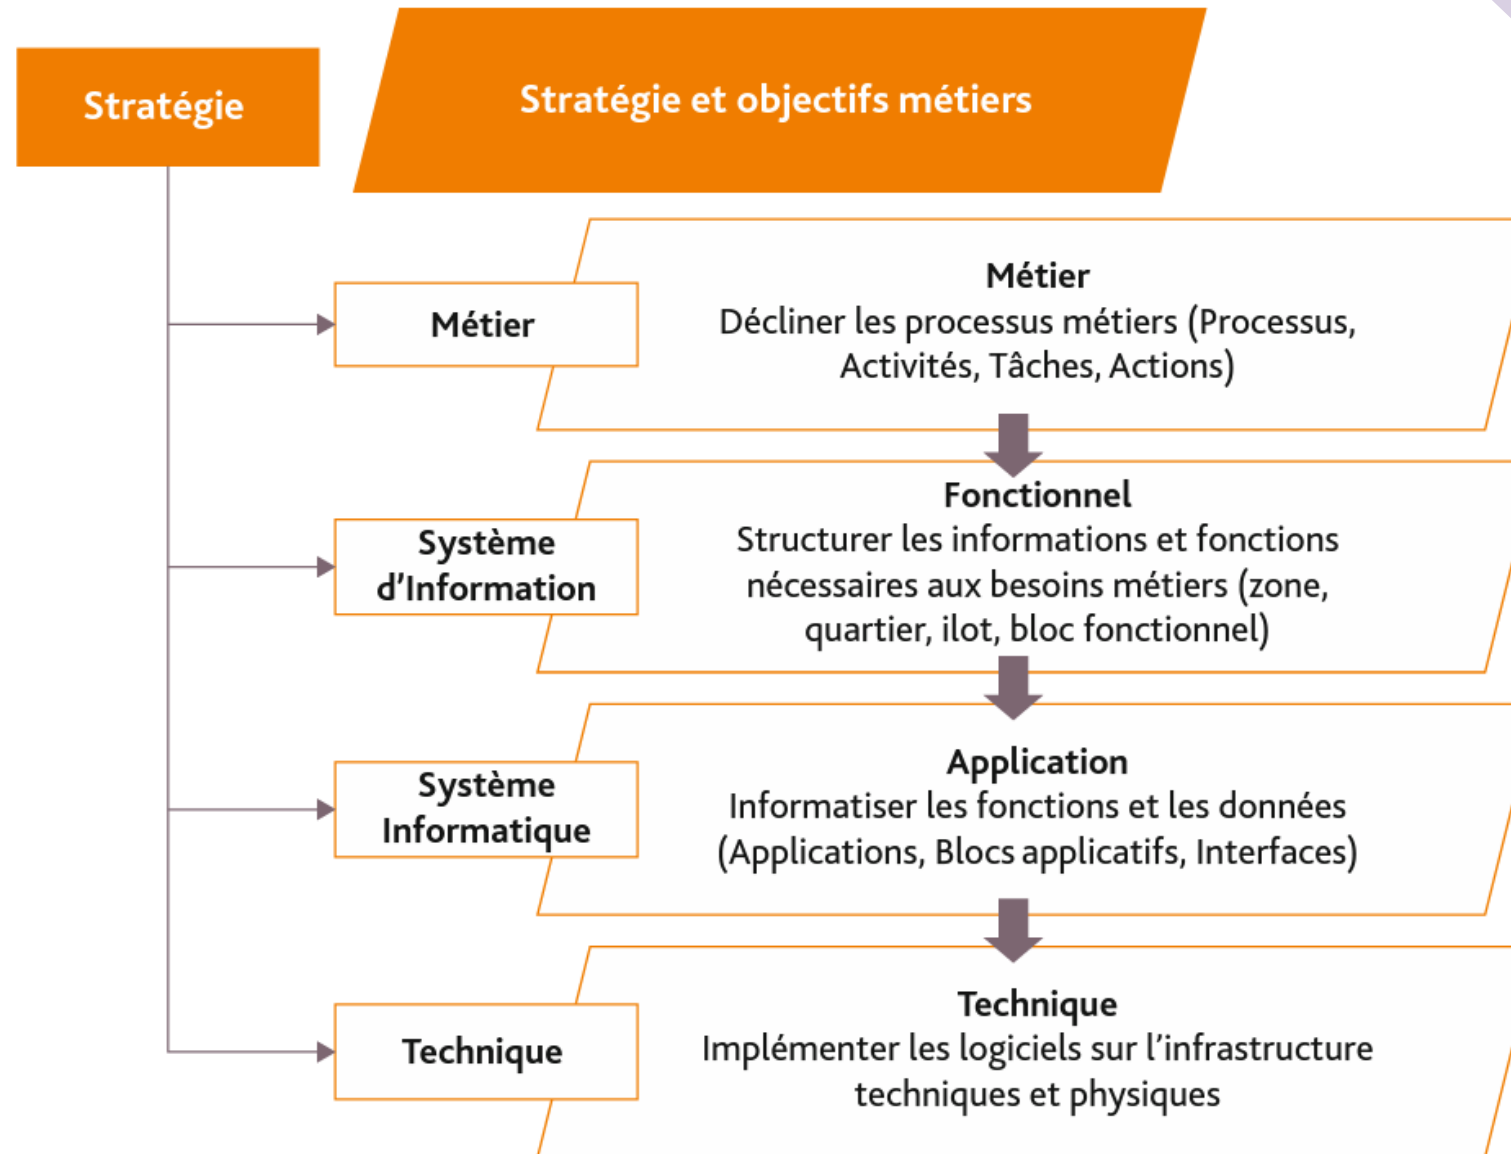 Stratégie
Stratégie et objectifs métiers
Métier
Métier
Décliner les processus métiers (Processus,
Activités, Tâches, Actions)
Système
d'Information
Fonctionnel
Structurer les informations et fonctions
nécessaires aux besoins métiers (zone,
quartier, ilot, bloc fonctionnel)
Système
Informatique
Application
Informatiser les fonctions et les données
(Applications, Blocs applicatifs, Interfaces)
Technique
Technique
Implémenter les logiciels sur l'infrastructure
techniques et physiques